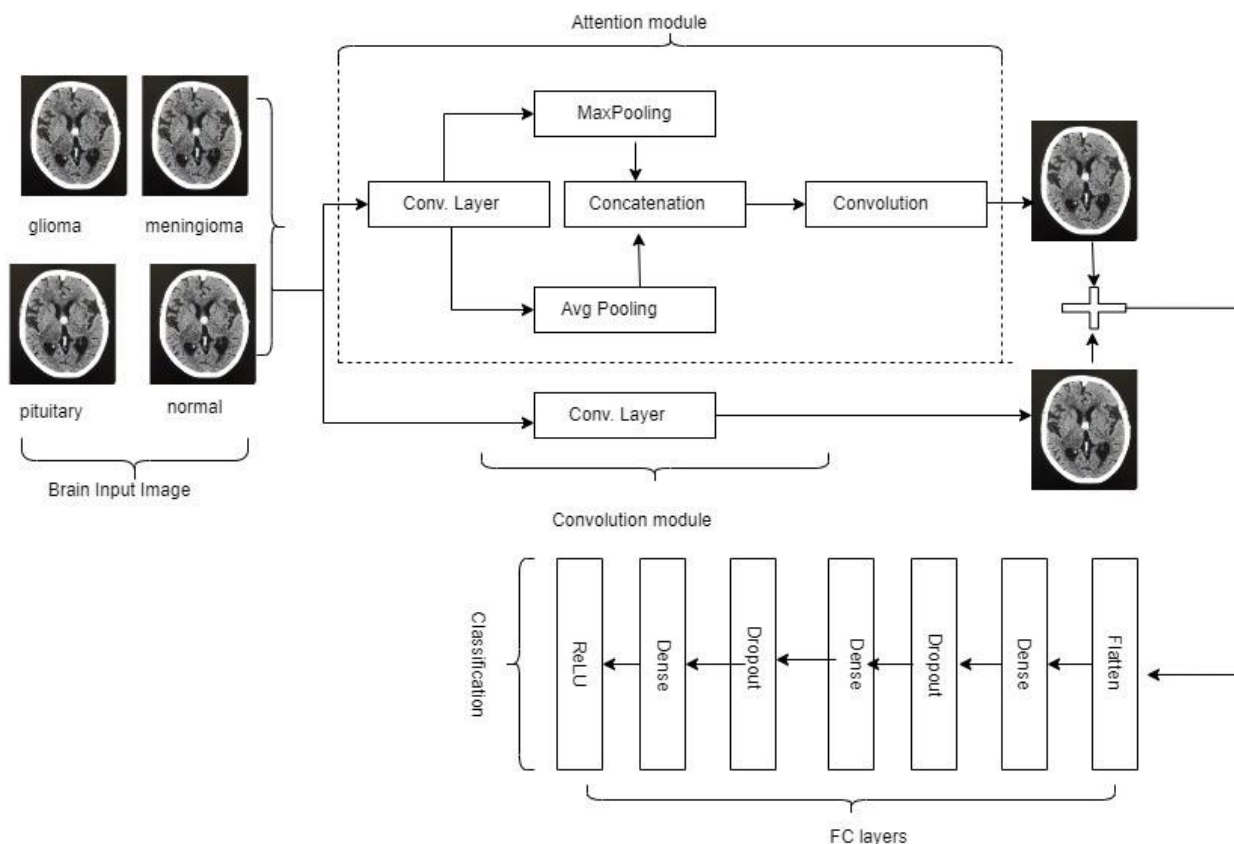 Attention module
glioma
meningioma
pituitary
normal
Brain Input Image
Conv. Layer
MaxPooling
Concatenation
Avg Pooling
Convolution
Conv. Layer
Convolution module
Classification
ReLU
Dense
Dropout
Dense
Dropout
Dense
Flatten
FC layers